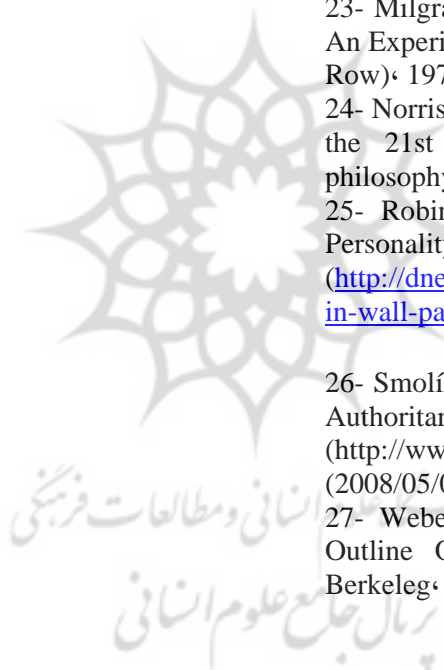 23- Milgra
An Experi
Row)، 197
24- Norris
the 21st
philosophy
25- Robin
Personality
(http://dne
in-wall-pa
26- Smolí
Authoritar
(http://ww
(2008/05/0
27- Webe
Outline O
Berkeleg،
انسانی و مطالعات فرهنگی
پرتال جامع علوم انسانی